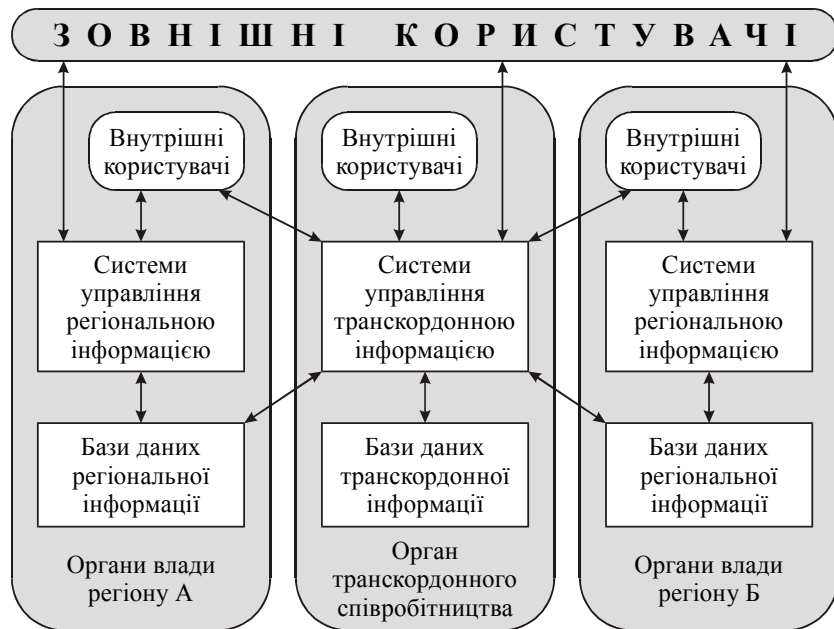 ЗОВНІШНІ КОРИСТУВАЧІ
Внутрішні
користувачі
Системи
управління
регіональною
інформацією
Бази даних
регіональної
інформації
Органи влади
регіону А
Внутрішні
користувачі
Системи
управління
транскордонною
інформацією
Бази даних
транскордонної
інформації
Орган
транскордонного
співробітництва
Внутрішні
користувачі
Системи
управління
регіональною
інформацією
Бази даних
регіональної
інформації
Органи влади
регіону Б